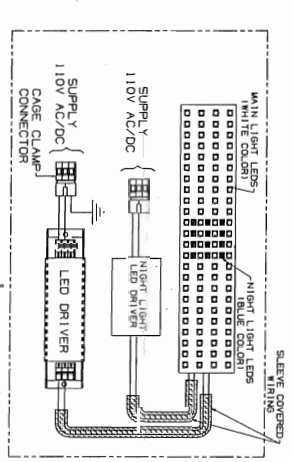 MAIN LIGHT LEDS
(WHITE COLOR)
NIGHT LIGHT LEDS
(BLUE COLOR)
SLEEVE COVERED
WIRING
SUPPLY
110V AC/DC
NIGHT LIGHT
LED DRIVER
SUPPLY
110V AC/DC
CAGE CLAMP
CONNECTOR
LED DRIVER